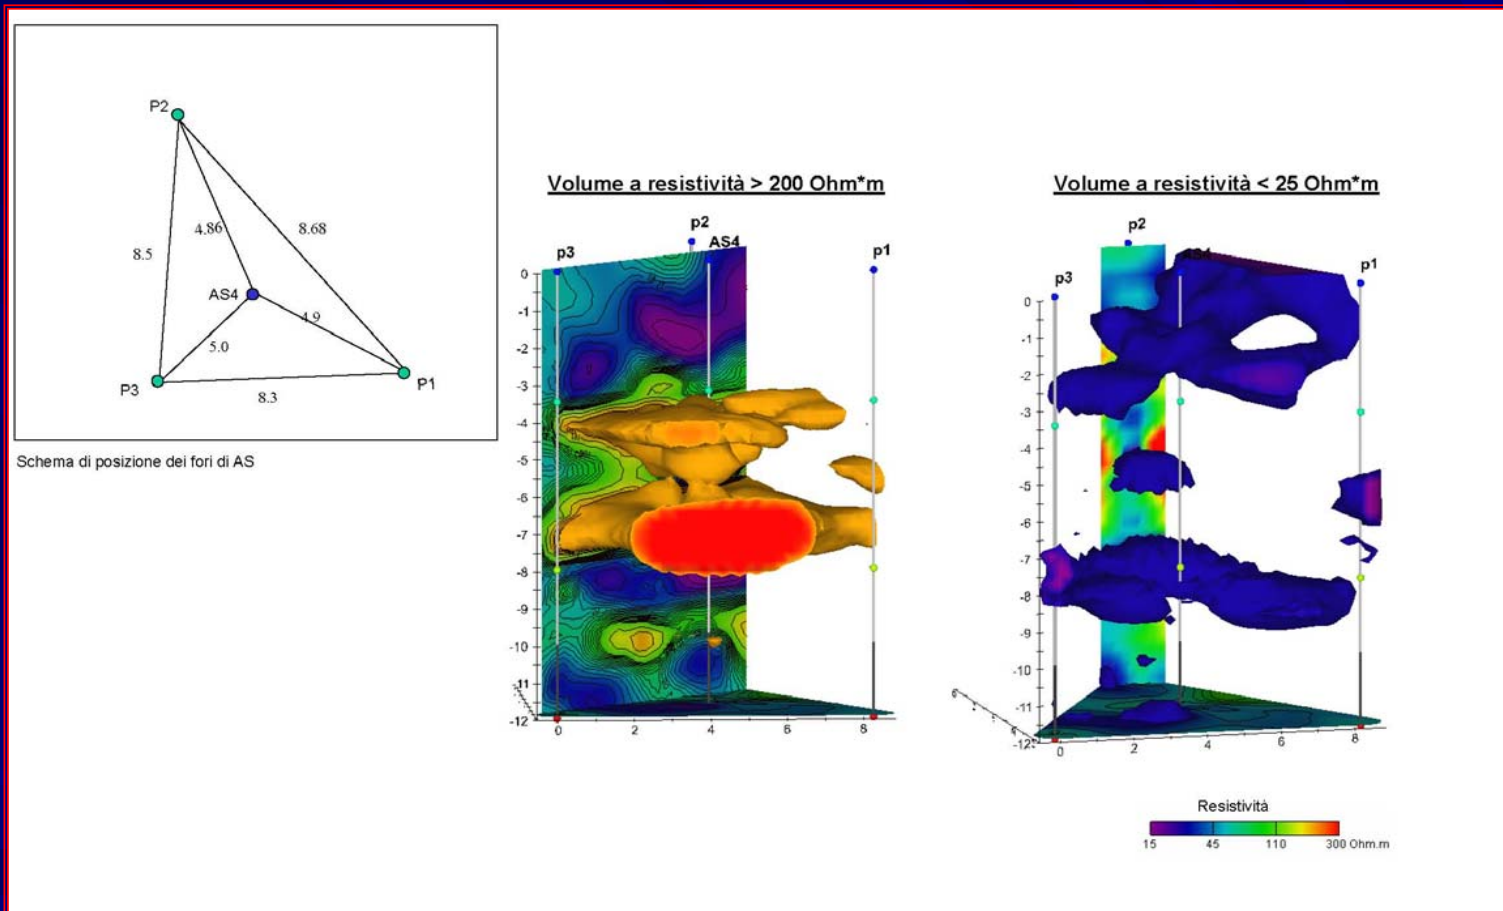 P2
4.86
8.68
8.5
AS4
4.9
5.0
P3
P1
8.3
Schema di posizione dei fori di AS
Volume a resistività > 200 Ohm*m
p2
AS4
p3
p1
0
-1
-2
-3
-4
-5
-6
-7
-8
-9
-10
11
-12
0
2
4
6
8
Volume a resistività < 25 Ohm*m
p2
AS4
p3
p1
0
-1
-2
-3
-4
-5
-6
-7
-8
-9
-10
-11
-12
0
2
4
6
8
Resistività
15 45 110 300 Ohm.m